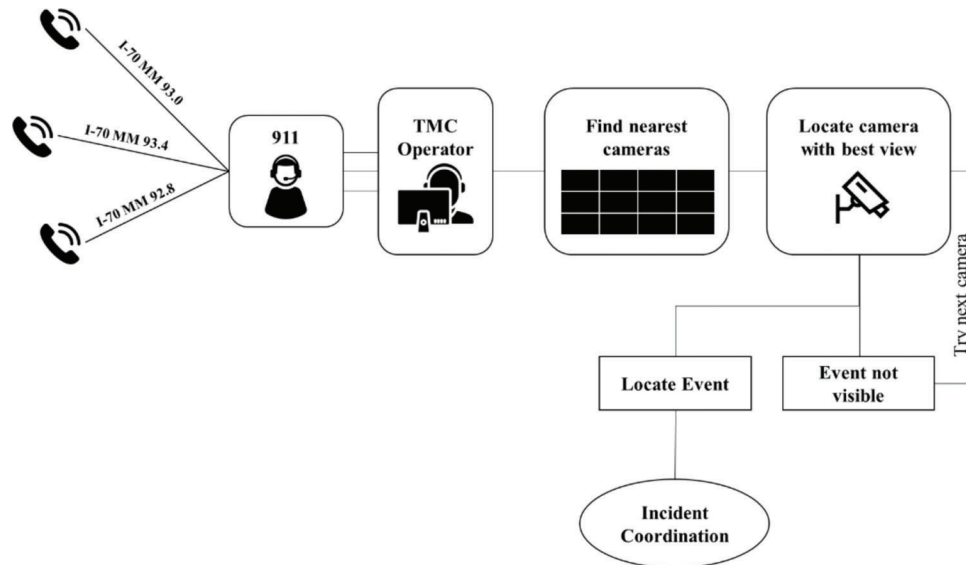 I-70 MM 93.0
I-70 MM 93.4
I-70 MM 92.8
911
TMC
Operator
Find nearest
cameras
Locate camera
with best view
Try next camera
Locate Event
Event not
visible
Incident
Coordination